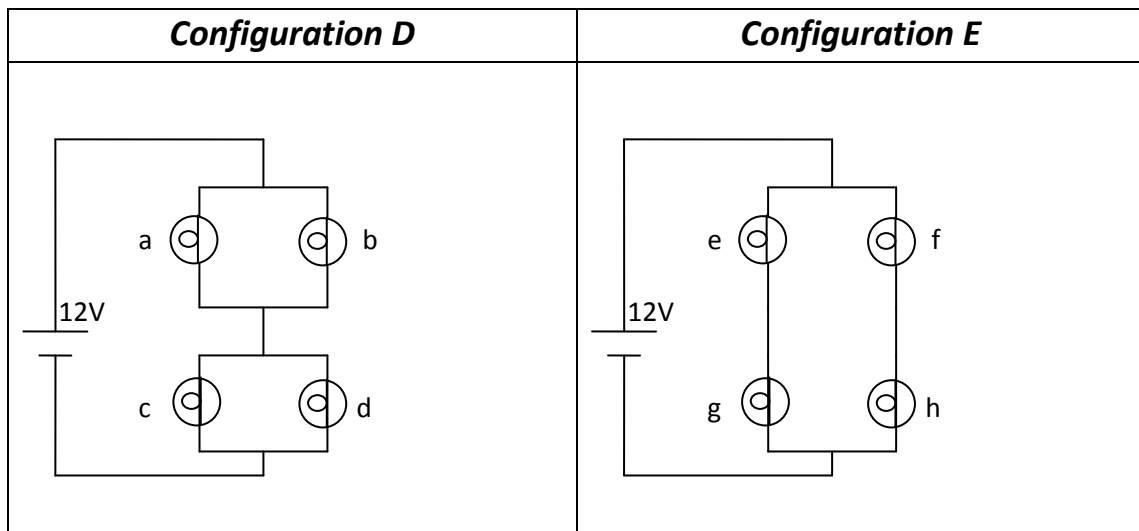 Configuration D
Configuration E
a b
12V
c d
e f
12V
g h